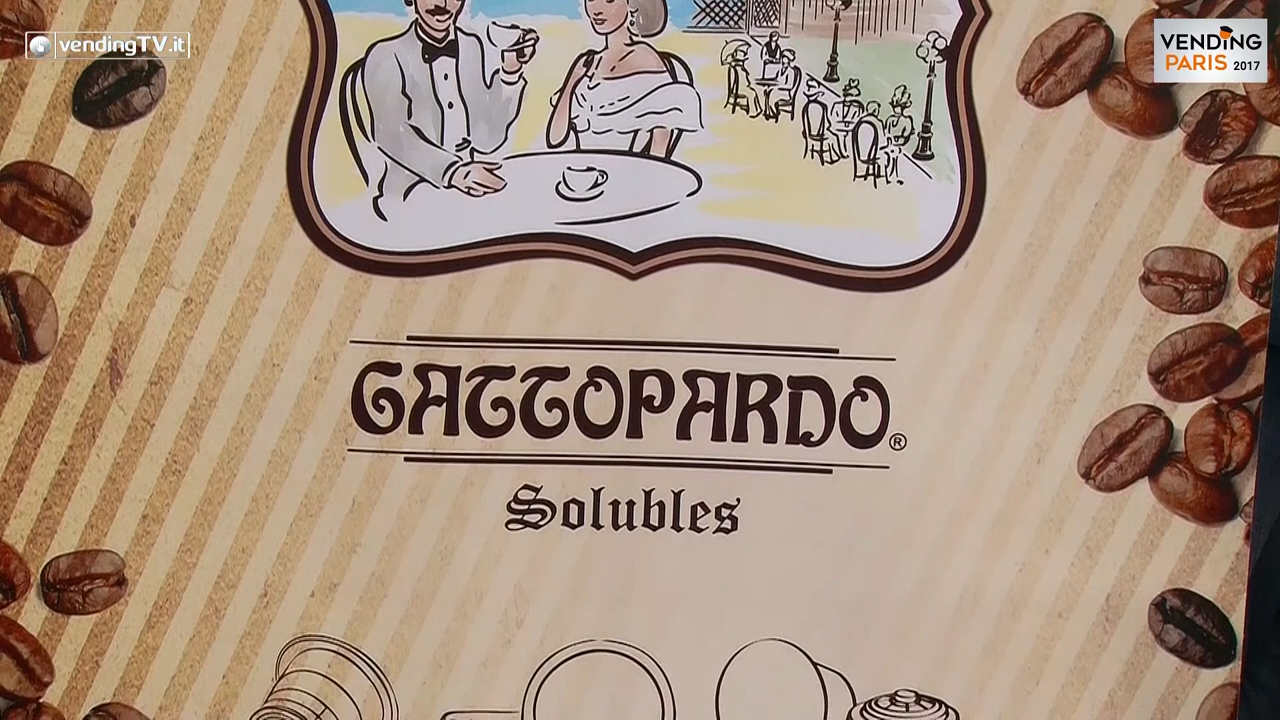 vendingTV.it
VENDING
PARIS 2017
GATTOPARDO®
Solubles